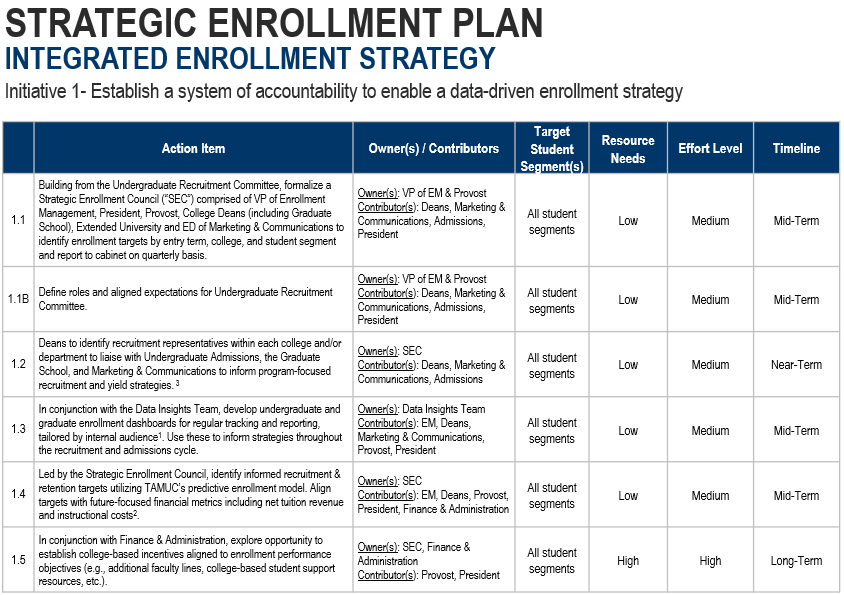 STRATEGIC ENROLLMENT PLAN
INTEGRATED ENROLLMENT STRATEGY
Initiative 1- Establish a system of accountability to enable a data-driven enrollment strategy
Action Item
Owner(s) / Contributors
Target
Student
Segment(s)
Resource
Needs
Effort Level
Timeline
1.1
Building from the Undergraduate Recruitment Committee, formalize a
Strategic Enrollment Council ("SEC") comprised of VP of Enrollment
Management, President, Provost, College Deans (including Graduate
School), Extended University and ED of Marketing & Communications to
identify enrollment targets by entry term, college, and student segment
and report to cabinet on quarterly basis.
Owner(s): VP of EM & Provost
Contributor(s): Deans, Marketing &
Communications, Admissions,
President
All student
segments
Low
Medium
Mid-Term
1.1B
Define roles and aligned expectations for Undergraduate Recruitment
Committee.
Owner(s): VP of EM & Provost
Contributor(s): Deans, Marketing &
Communications, Admissions,
President
All student
segments
Low
Medium
Mid-Term
1.2
Deans to identify recruitment representatives within each college and/or
department to liaise with Undergraduate Admissions, the Graduate
School, and Marketing & Communications to inform program-focused
recruitment and yield strategies. 3
Owner(s): SEC
Contributor(s): Deans, Marketing &
Communications, Admissions
All student
segments
Low
Medium
Near-Term
1.3
In conjunction with the Data Insights Team, develop undergraduate and
graduate enrollment dashboards for regular tracking and reporting,
tailored by internal audience1. Use these to inform strategies throughout
the recruitment and admissions cycle.
Owner(s): Data Insights Team
Contributor(s): EM, Deans,
Marketing & Communications,
Provost, President
All student
segments
Low
Medium
Mid-Term
1.4
Led by the Strategic Enrollment Council, identify informed recruitment &
retention targets utilizing TAMUC's predictive enrollment model. Align
targets with future-focused financial metrics including net tuition revenue
and instructional costs2.
Owner(s): SEC
Contributor(s): EM, Deans, Provost,
President, Finance & Administration
All student
segments
Low
Medium
Mid-Term
1.5
In conjunction with Finance & Administration, explore opportunity to
establish college-based incentives aligned to enrollment performance
objectives (e.g., additional faculty lines, college-based student support
resources, etc.).
Owner(s): SEC, Finance &
Administration
Contributor(s): Provost, President
All student
segments
High
High
Long-Term